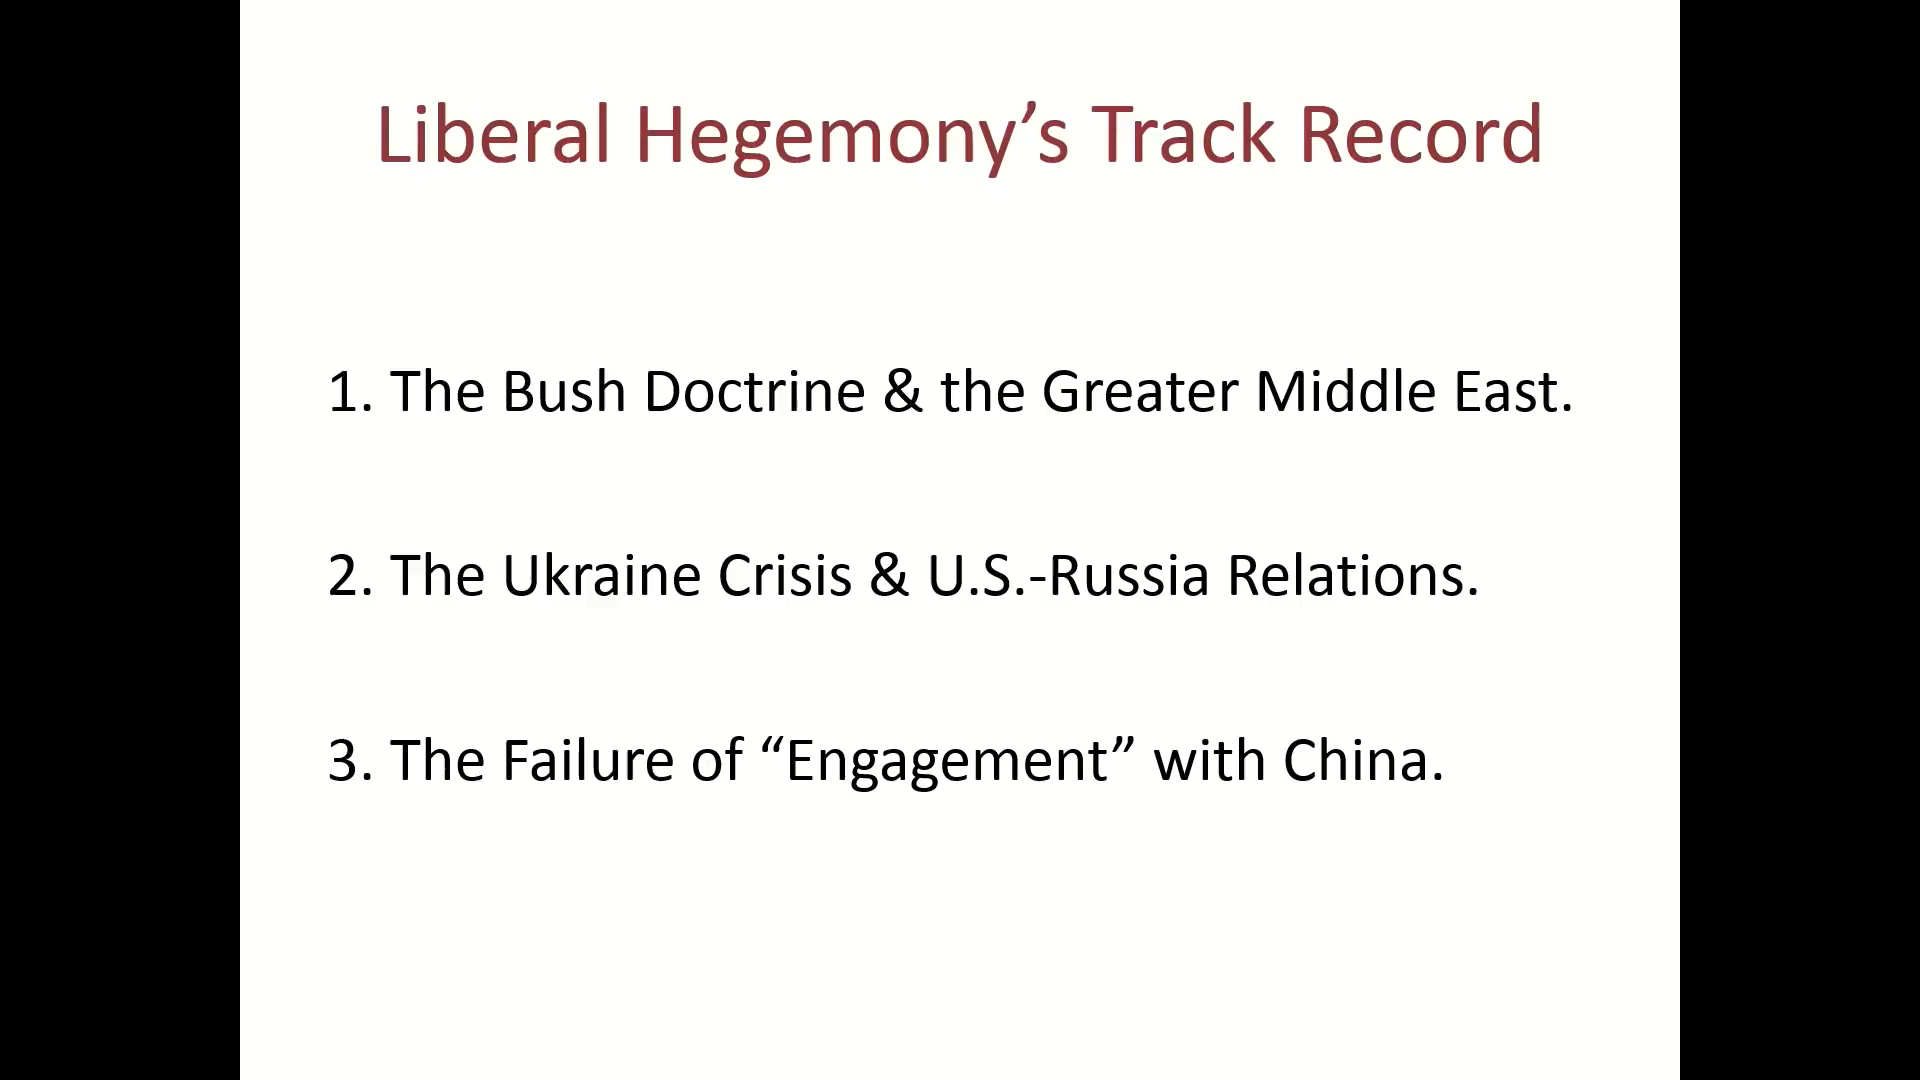 Liberal Hegemony’s Track Record
1. The Bush Doctrine & the Greater Middle East.
2. The Ukraine Crisis & U.S.-Russia Relations.
3. The Failure of “Engagement” with China.